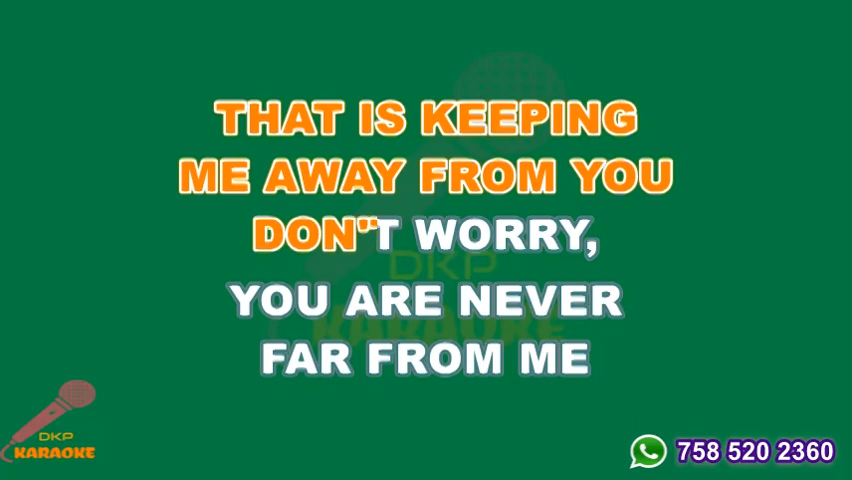 THAT IS KEEPING
ME AWAY FROM YOU
DON"T WORRY,
DKP
YOU ARE NEVER
KARAOKE
FAR FROM ME
DKP
KARAOKE
758 520 2360